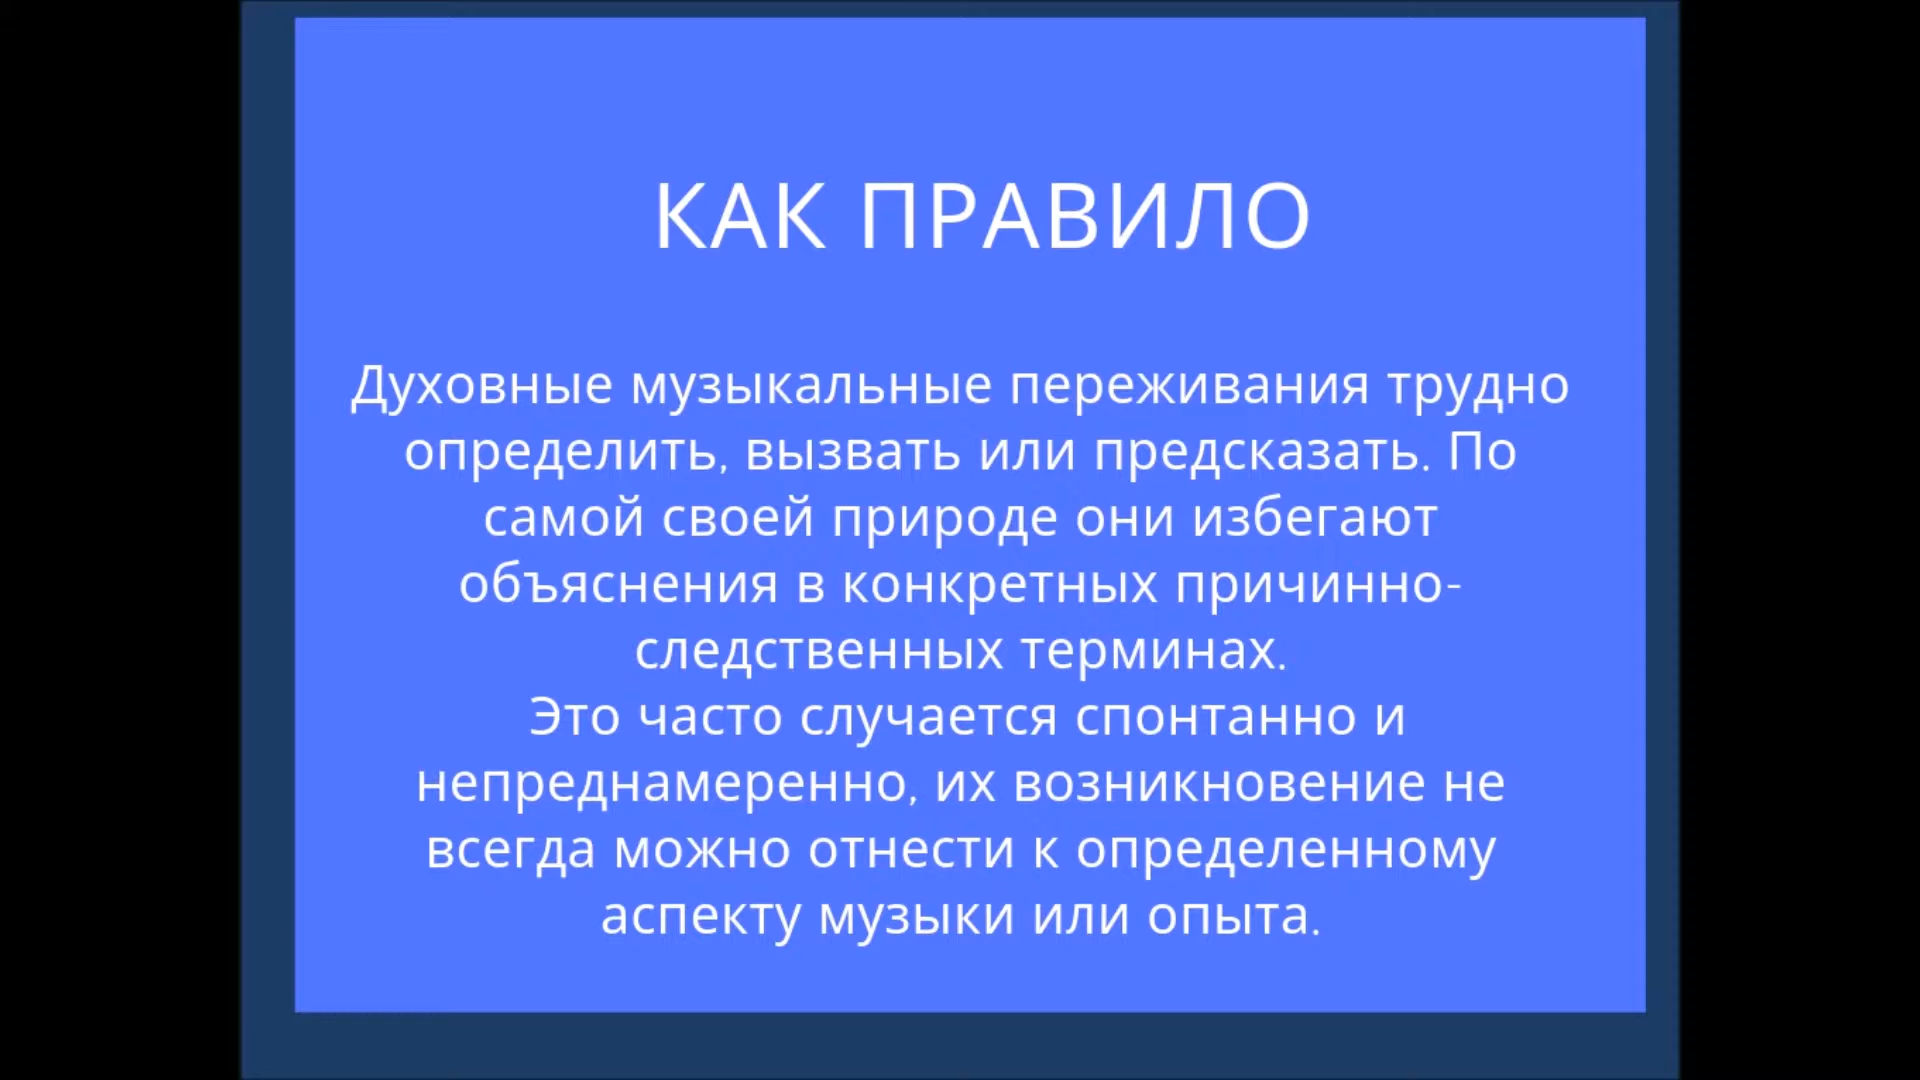 КАК ПРАВИЛО
Духовные музыкальные переживания трудно
определить, вызвать или предсказать. По
самой своей природе они избегают
объяснения в конкретных причинно-
следственных терминах.
Это часто случается спонтанно и
непреднамеренно, их возникновение не
всегда можно отнести к определенному
аспекту музыки или опыта.